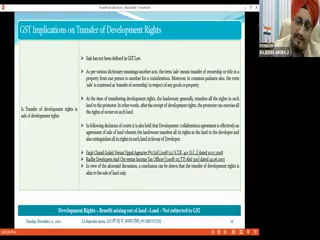 GST Implications on Transfer of Development Rights
Is Transfer of development rights is sale of development rights
Sale has not been defined in GST Law
As per various dictionary meanings/matter acts, the term 'sale' means transfer of ownership or title in a
property from one person to another for a consideration. Moreover, in common parlance also, the term
'sale' is construed as 'transfer of ownership' in respect of any goods or property.
At the time of transferring development rights, the landowner, generally, transfers all the rights in such
land to the promoter. In other words, after the receipt of development rights, the promoter can exercise all
the rights of owner on such land.
In following decisions of courts it is also held that Development/ collaboration agreement is effectively an
agreement of sale of land wherein the landowner transfers all its rights in the land to the developer and
also extinguishes all its rights in such land in favour of Developer.
In view of the aforesaid discussion, a conclusion can be drawn that the transfer of development rights is
akin to the sale of land only.
Development Rights - Benefit arising out of land - Land - Not subjected to GST